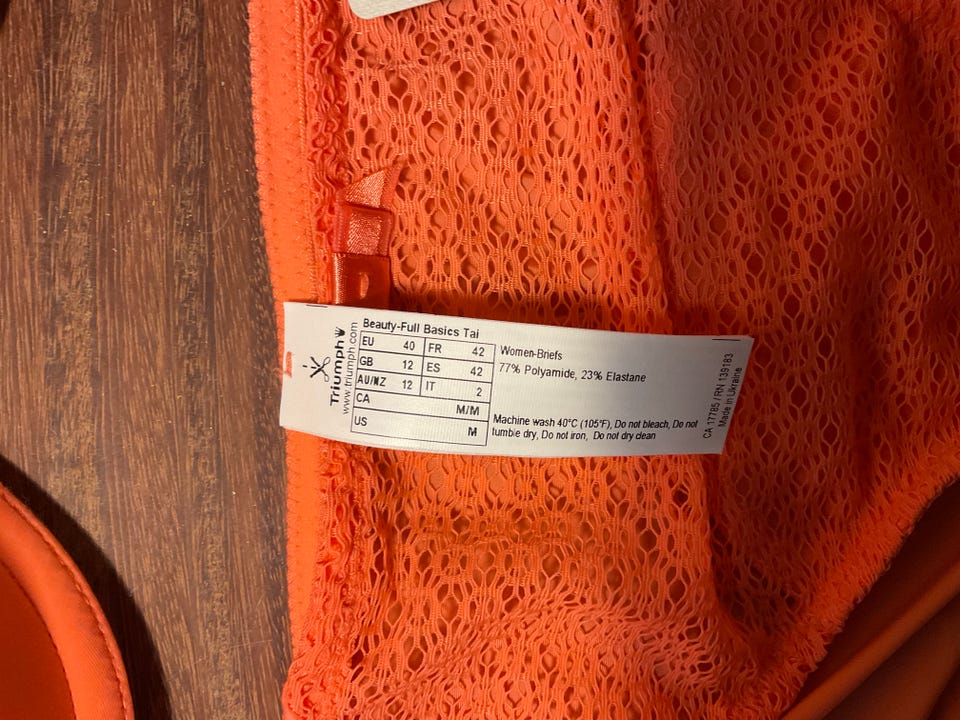 Triumph
www.triumph.com
Beauty-Full Basics Tai
EU 40 FR 42
GB 12 ES 42
AU/NZ 12 IT 2
CA M/M
US M
Women-Briefs
77% Polyamide, 23% Elastane
Machine wash 40°C (105°F), Do not bleach, Do not
tumble dry, Do not iron, Do not dry clean
CA 17785 / RN 139183
Made in Ukraine